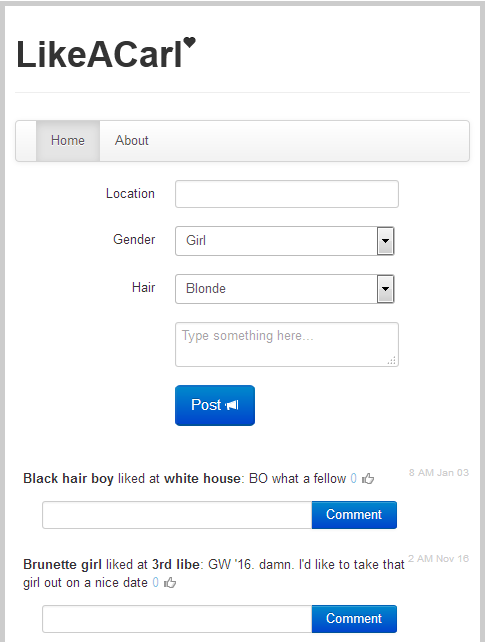 LikeACarl
Home About
Location
Gender Girl
Hair Blonde
Type something here...
Post
Black hair boy liked at white house: BO what a fellow 0 8 AM Jan 03
Comment
Brunette girl liked at 3rd libe: GW '16. damn. I'd like to take that 2 AM Nov 16
girl out on a nice date 0
Comment